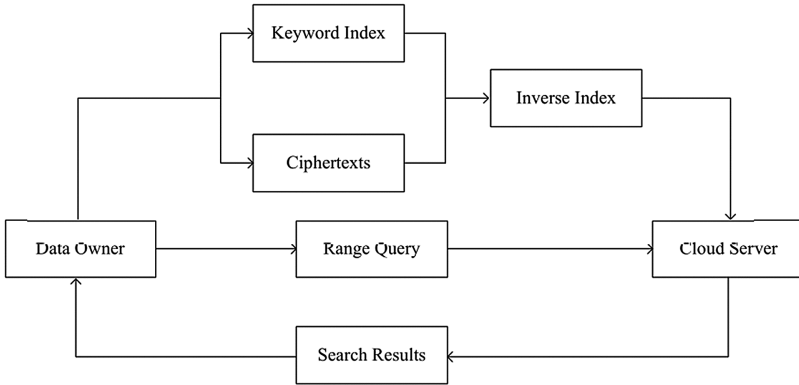 Keyword Index
Inverse Index
Ciphertexts
Data Owner
Range Query
Cloud Server
Search Results